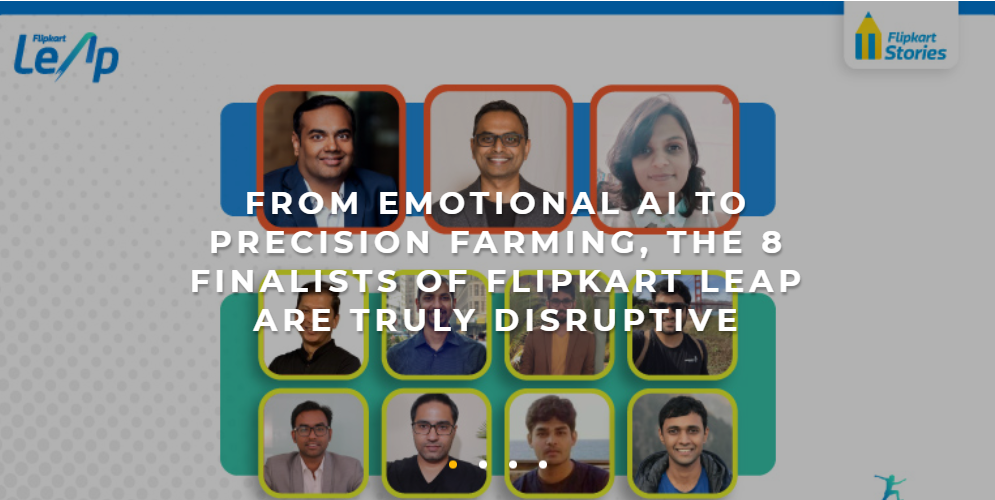 Flipkart
Leap
Flipkart
Stories
FROM EMOTIONAL AI TO
PRECISION FARMING, THE 8
FINALISTS OF FLIPKART LEAP
ARE TRULY DISRUPTIVE